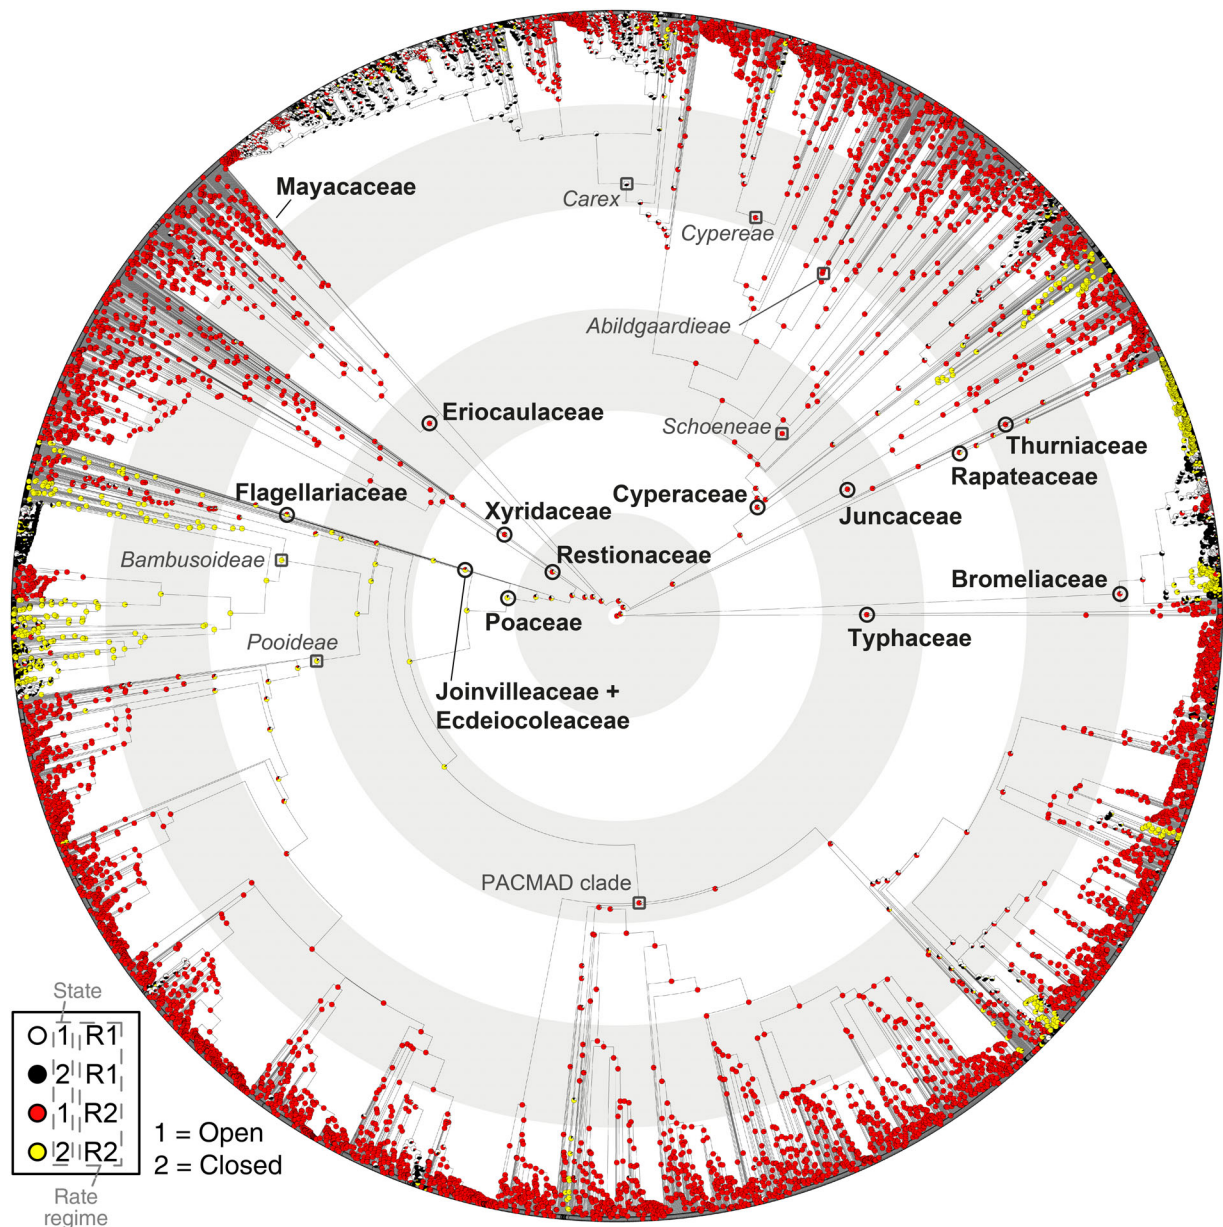 Mayacaceae
Carex
Cypereae
Abildgaardieae
Eriocaulaceae
Schoeneae
Thurniaceae
Rapateaceae
Flagellariaceae
Xyridaceae
Cyperaceae
Juncaceae
Bambusoideae
Restionaceae
Bromeliaceae
Poaceae
Typhaceae
Pooideae
Joinvilleaceae +
Ecdeiocoleaceae
PACMAD clade
State
1 R1
2 R1
1 R2
2 R2
1 = Open
2 = Closed
Rate
regime